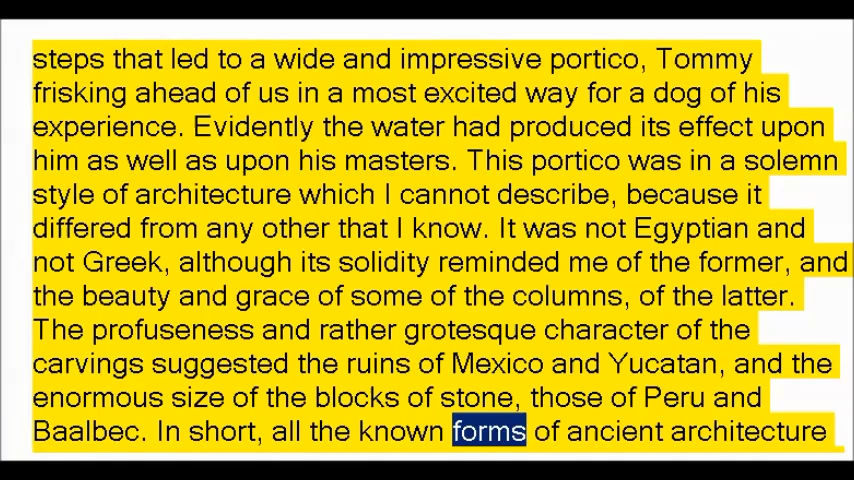 steps that led to a wide and impressive portico, Tommy
frisking ahead of us in a most excited way for a dog of his
experience. Evidently the water had produced its effect upon
him as well as upon his masters. This portico was in a solemn
style of architecture which I cannot describe, because it
differed from any other that I know. It was not Egyptian and
not Greek, although its solidity reminded me of the former, and
the beauty and grace of some of the columns, of the latter.
The profuseness and rather grotesque character of the
carvings suggested the ruins of Mexico and Yucatan, and the
enormous size of the blocks of stone, those of Peru and
Baalbec. In short, all the known forms of ancient architecture